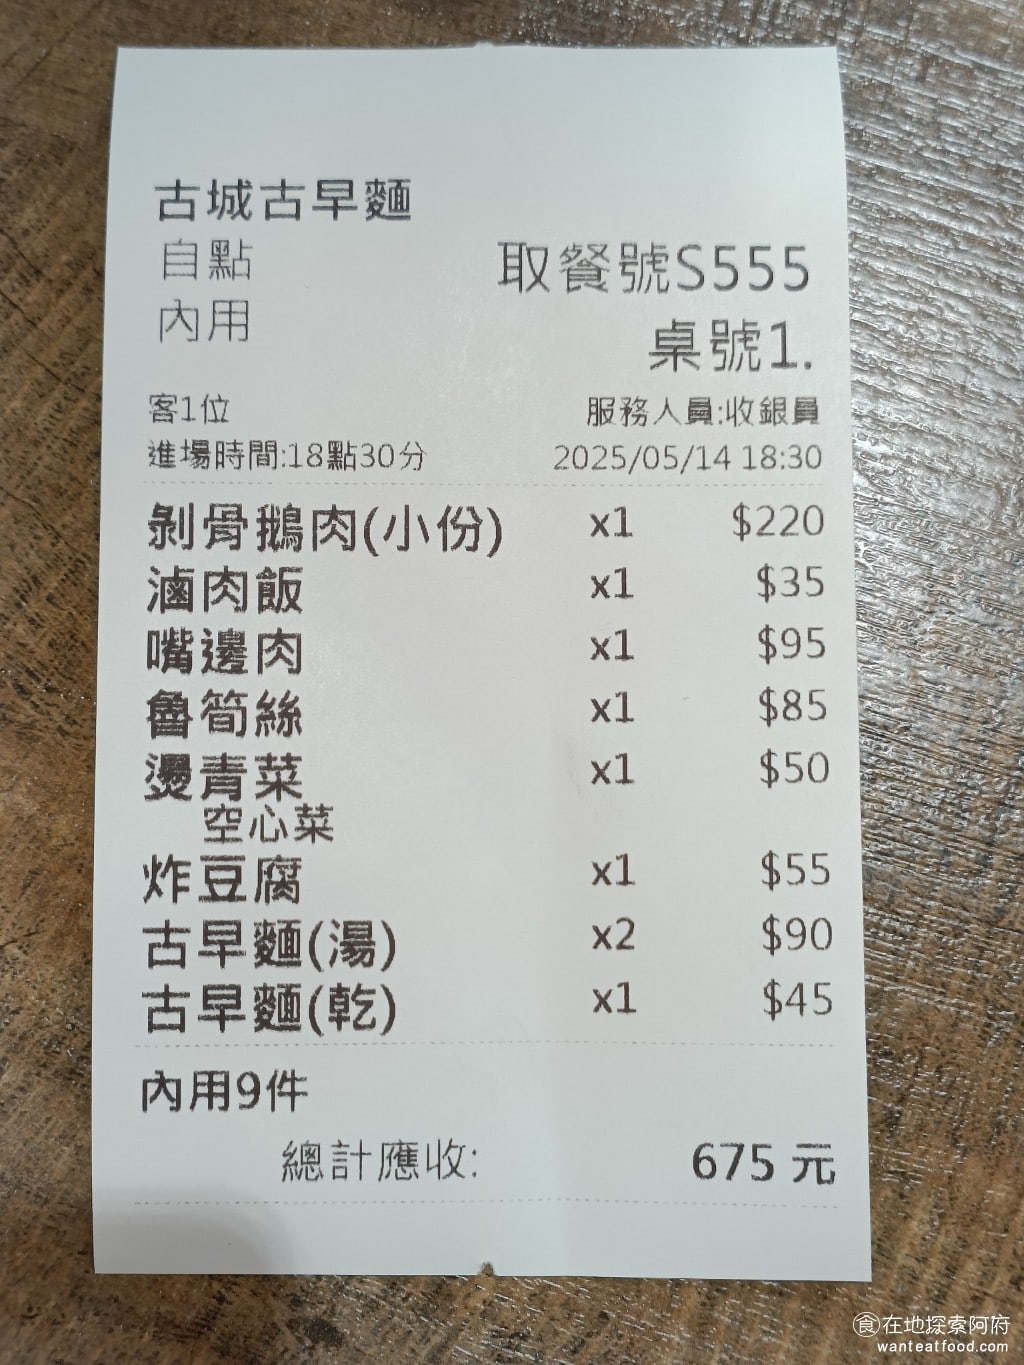 古城古早麵
自點
取餐號S555
內用
桌號1.
客1位
服務人員:收銀員
進場時間:18點30分
2025/05/14 18:30
剝骨鵝肉(小份) x1 $220
滷肉飯 x1 $35
嘴邊肉 x1 $95
魯筍絲 x1 $85
燙青菜 x1 $50
空心菜
炸豆腐 x1 $55
古早麵(湯) x2 $90
古早麵(乾) x1 $45
內用9件
總計應收: 675 元
食在地探索阿府
wanteatfood.com